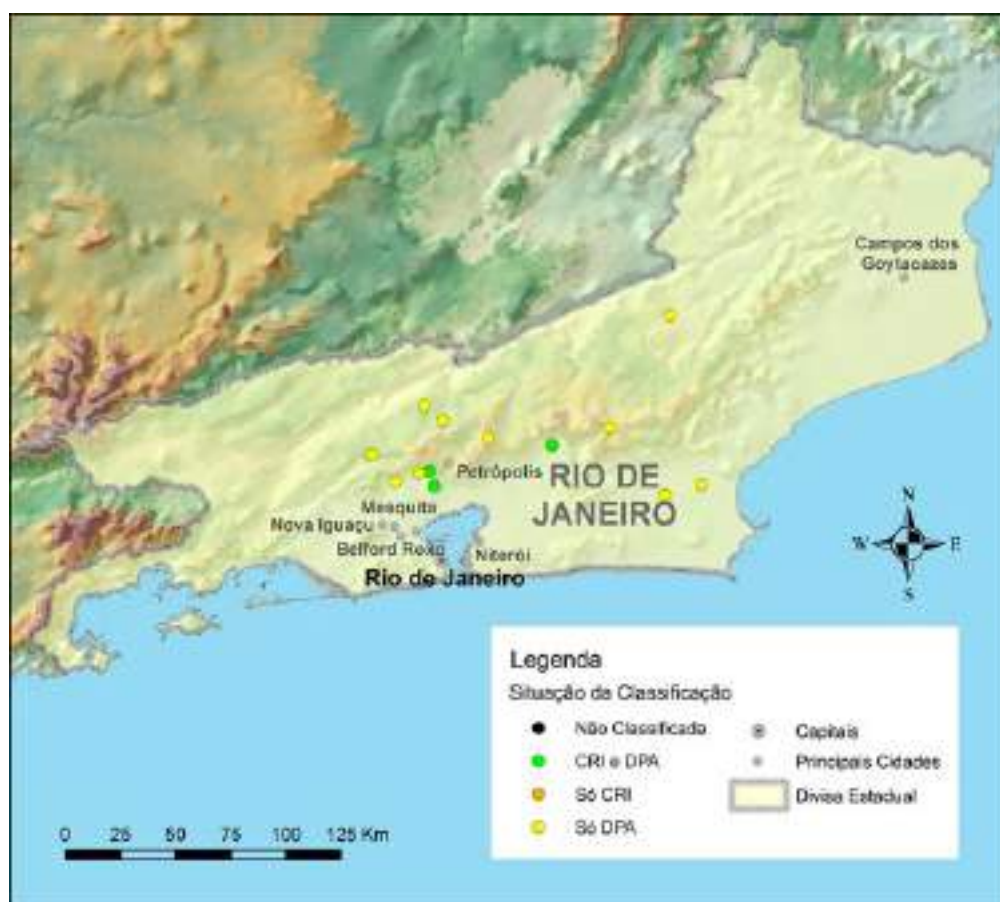 Campos dos
Goytacazes
Petrópolis
RIO DE
JANEIRO
Mesquita
Nova Iguaçu
Belford Roxo
Niterói
Rio de Janeiro
N
W
E
S
Legenda
Situação da Classificação
Não Classificada
CRI e DPA
Só CRI
Só DPA
Capitais
Principais Cidades
Divisa Estadual
0 25 50 75 100 125 Km